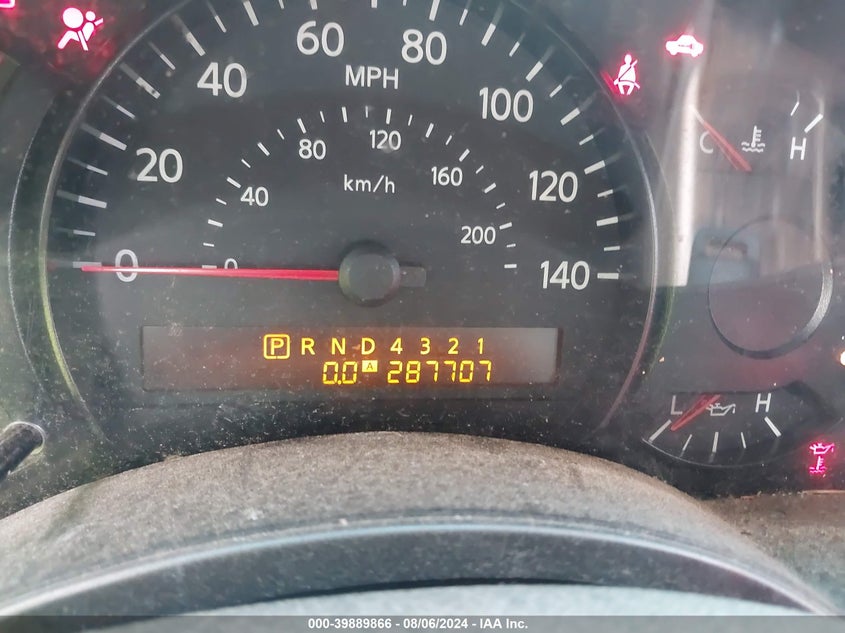 60 80
MPH
40 100
20 80 120 120
40 km/h 160
0 0 200 140
C H
P R N D 4 3 2 1
0.0 A 287707
L H
000-39889866 - 08/06/2024 - IAA Inc.